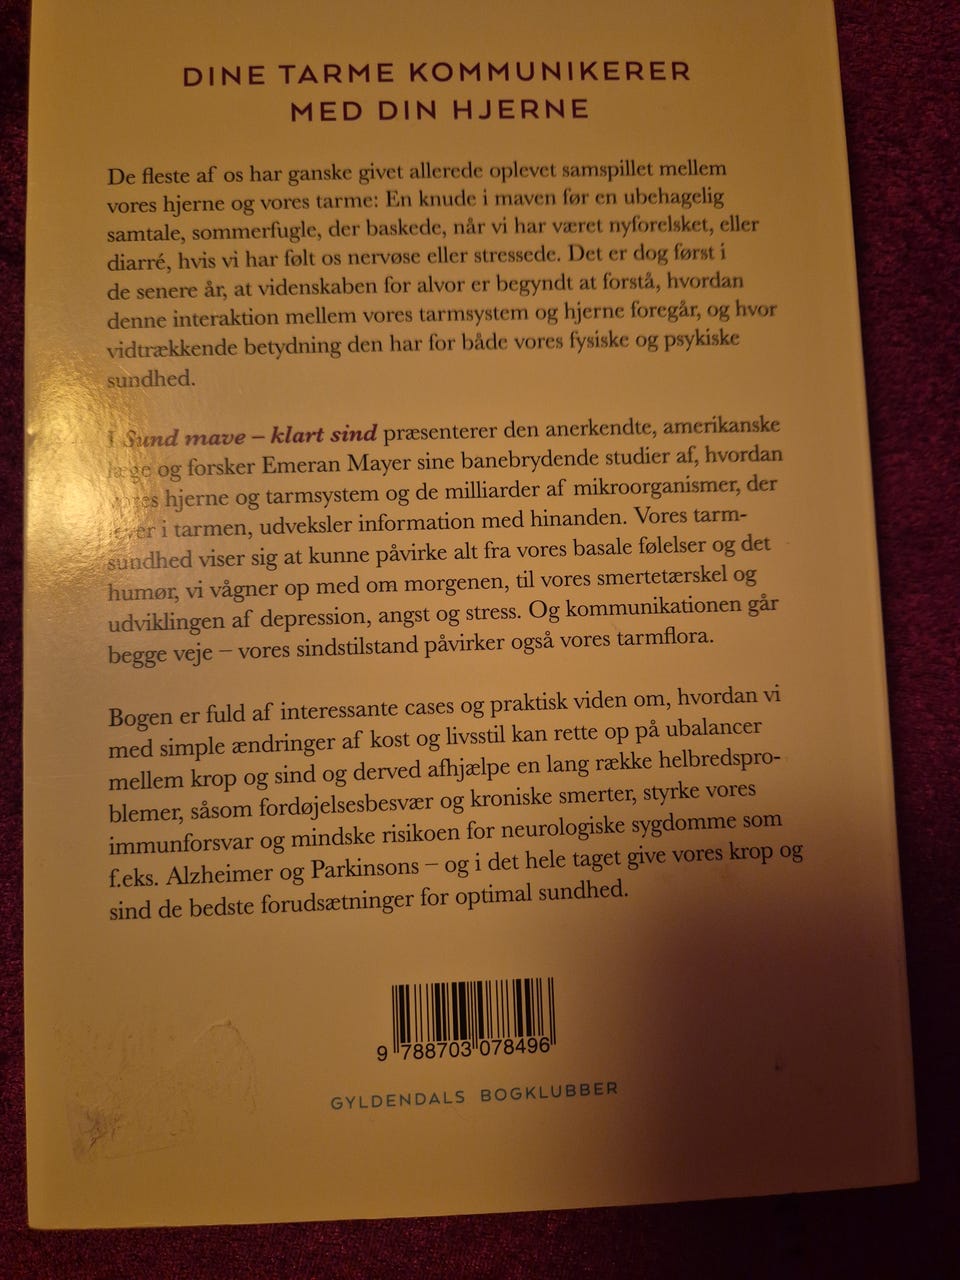 DINE TARME KOMMUNIKERER
MED DIN HJERNE
De fleste af os har ganske givet allerede oplevet samspillet mellem
vores hjerne og vores tarme: En knude i maven før en ubehagelig
samtale, sommerfugle, der baskede, når vi har været nyforelsket, eller
diarré, hvis vi har følt os nervøse eller stressede. Det er dog først i
de senere år, at videnskaben for alvor er begyndt at forstå, hvordan
denne interaktion mellem vores tarmsystem og hjerne foregår, og hvor
vidtrækkende betydning den har for både vores fysiske og psykiske
sundhed.
I Sund mave – klart sind præsenterer den anerkendte, amerikanske
læge og forsker Emeran Mayer sine banebrydende studier af, hvordan
vores hjerne og tarmsystem og de milliarder af mikroorganismer, der
lever i tarmen, udveksler information med hinanden. Vores tarm-
sundhed viser sig at kunne påvirke alt fra vores basale følelser og det
humør, vi vågner op med om morgenen, til vores smertetærskel og
udviklingen af depression, angst og stress. Og kommunikationen går
begge veje – vores sindstilstand påvirker også vores tarmflora.
Bogen er fuld af interessante cases og praktisk viden om, hvordan vi
med simple ændringer af kost og livsstil kan rette op på ubalancer
mellem krop og sind og derved afhjælpe en lang række helbredspro-
blemer, såsom fordøjelsesbesvær og kroniske smerter, styrke vores
immunforsvar og mindske risikoen for neurologiske sygdomme som
f.eks. Alzheimer og Parkinsons – og i det hele taget give vores krop og
sind de bedste forudsætninger for optimal sundhed.
9 788703 078496
GYLDENDALS BOGKLUBBER